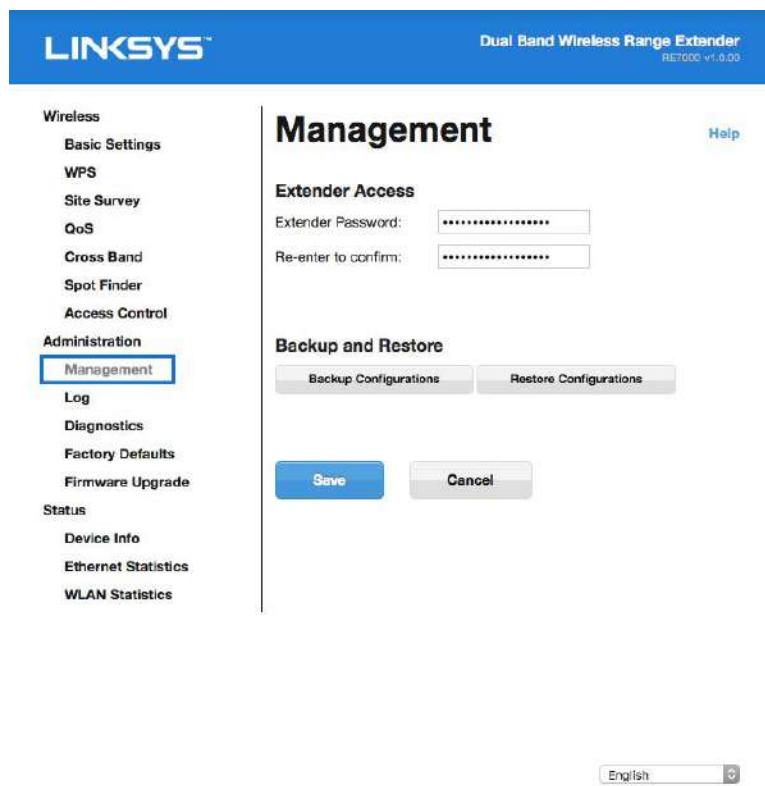 LINKSYS™
Dual Band Wireless Range Extender
RE7000 v1.0.00
Wireless
Basic Settings
WPS
Site Survey
QoS
Cross Band
Spot Finder
Access Control
Administration
Management
Log
Diagnostics
Factory Defaults
Firmware Upgrade
Status
Device Info
Ethernet Statistics
WLAN Statistics
Management
Help
Extender Access
Extender Password: ••••••••••••••••••
Re-enter to confirm: ••••••••••••••••••
Backup and Restore
Backup Configurations Restore Configurations
Save Cancel
English